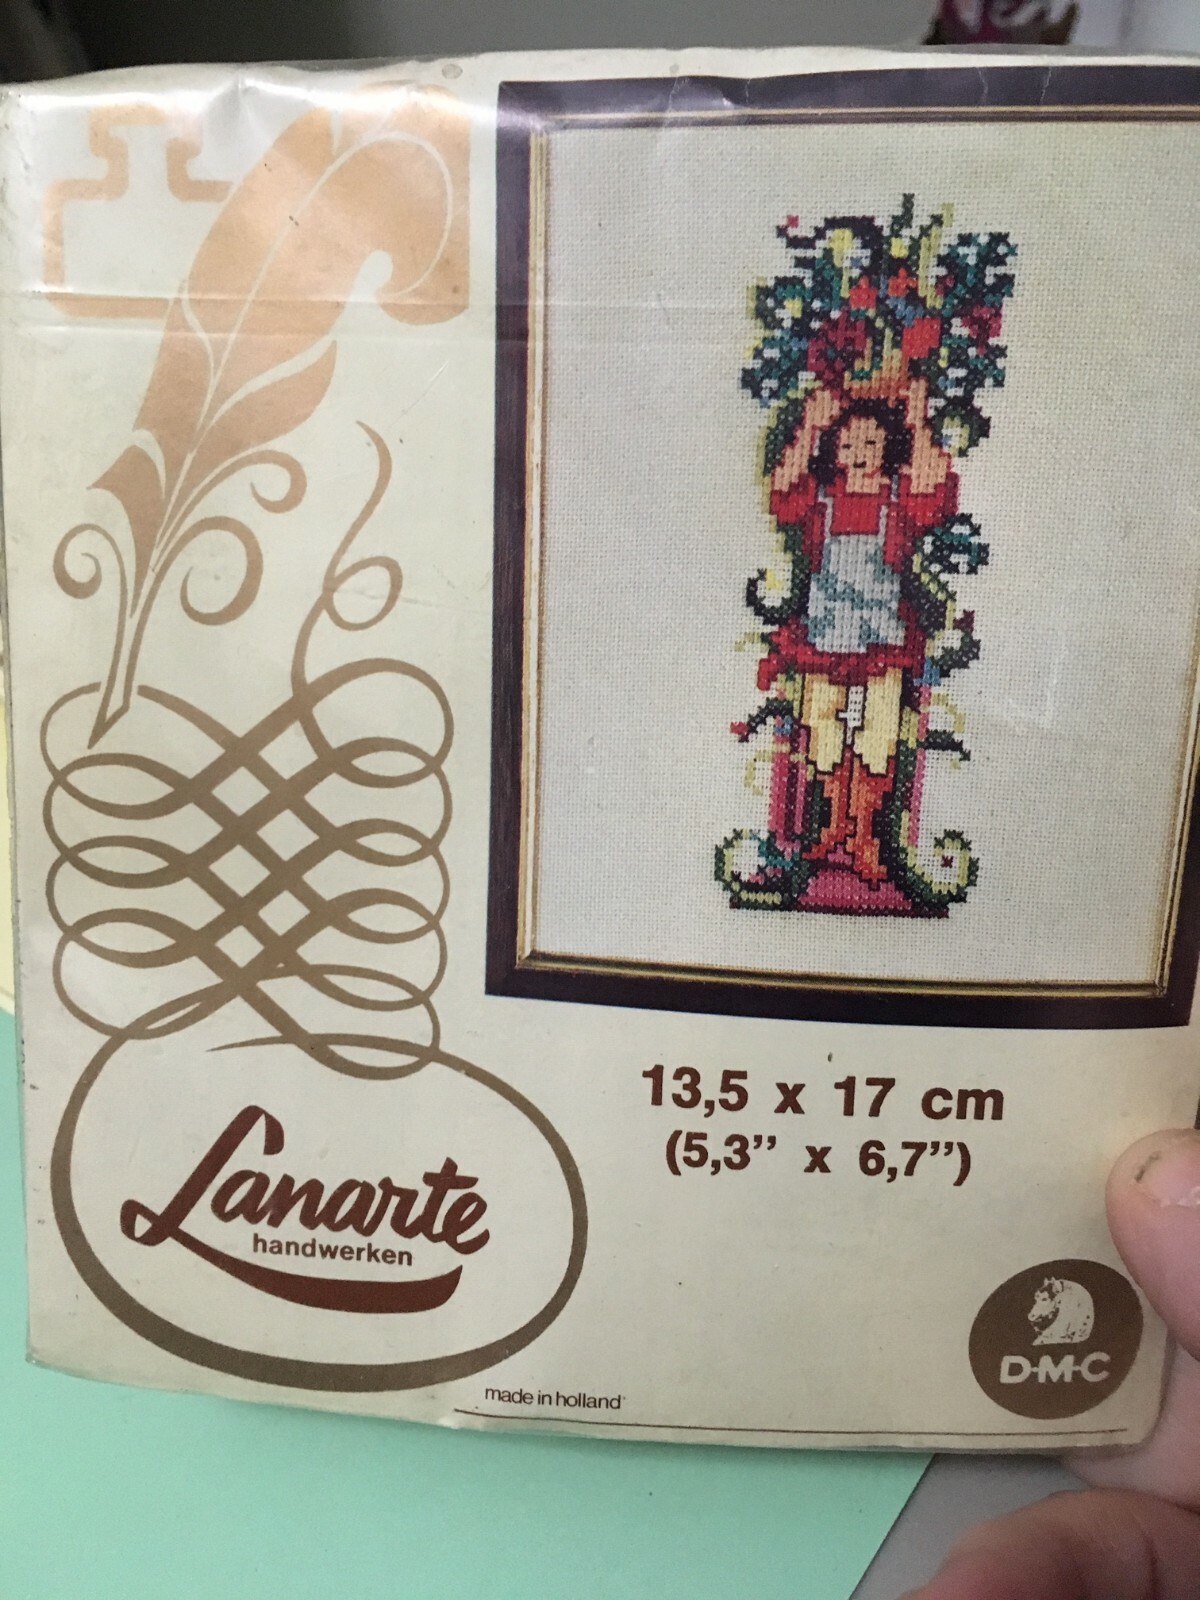 13,5 x 17 cm
(5,3” x 6,7”)
Lanarte
handwerken
D·M·C
made in holland